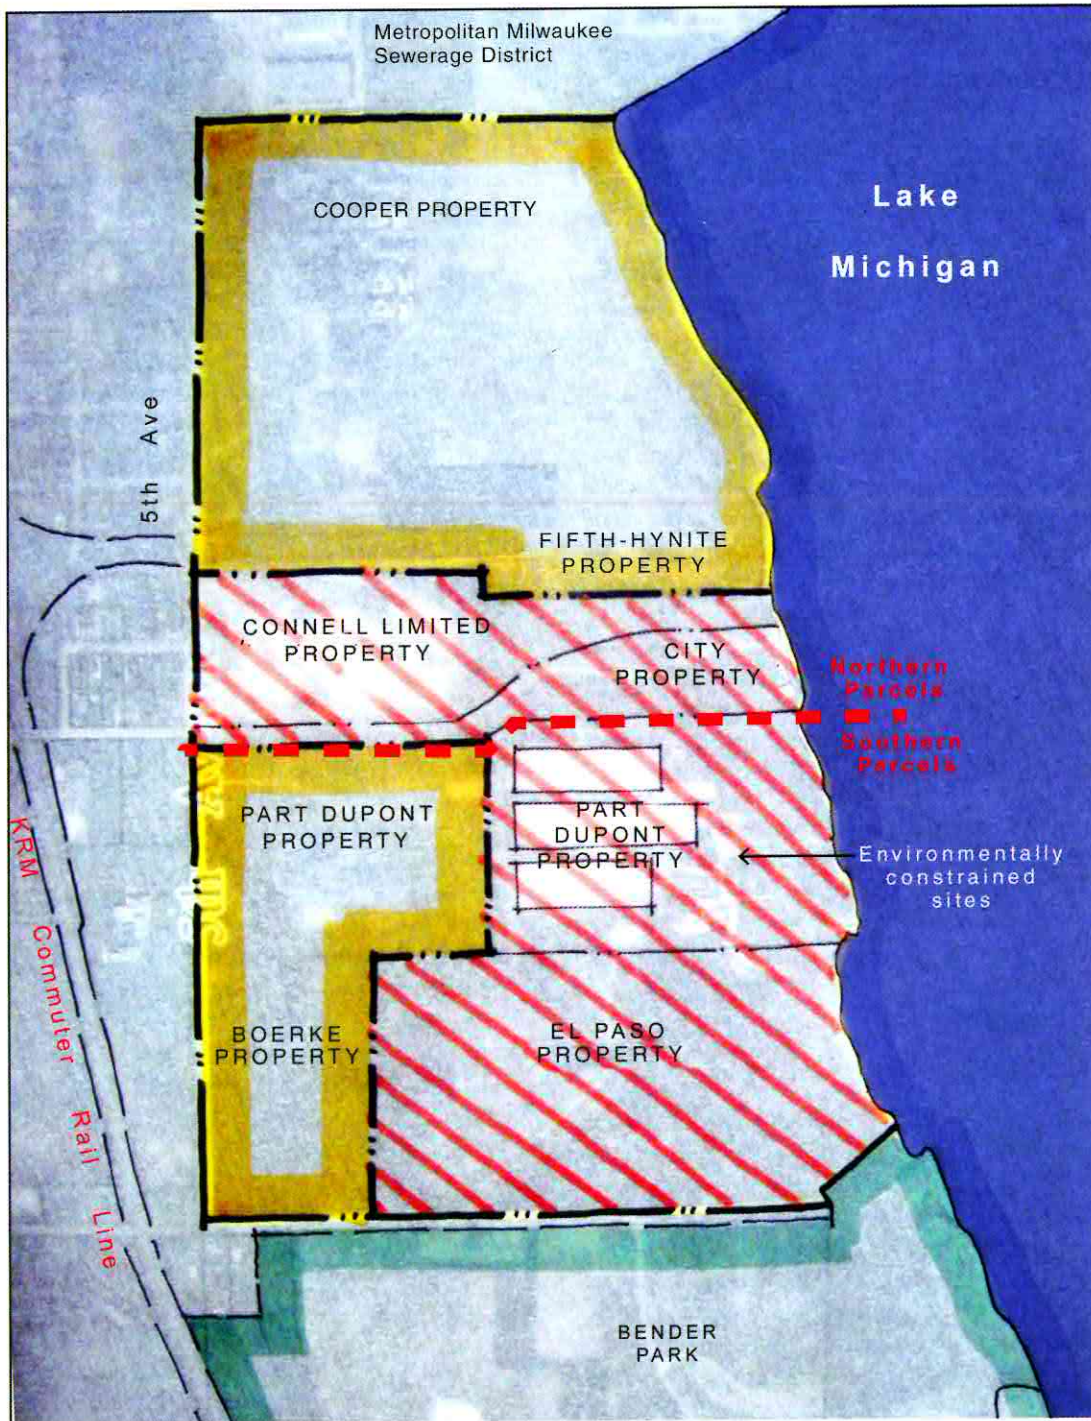 Metropolitan Milwaukee
Sewerage District
COOPER PROPERTY
Lake
Michigan
5th Ave
FIFTH-HYNITE
PROPERTY
CONNELL LIMITED
PROPERTY
CITY
PROPERTY
Northern
Parcels
Southern
Parcels
PART DUPONT
PROPERTY
PART
DUPONT
PROPERTY
Environmentally
constrained
sites
KRM Commuter Rail Line
BOERKE
PROPERTY
EL PASO
PROPERTY
BENDER
PARK